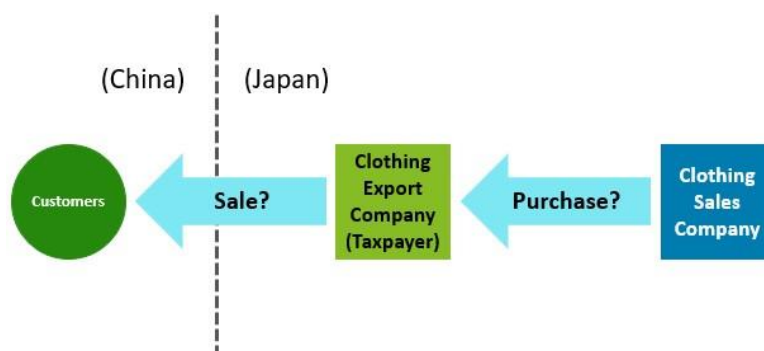 (China)
(Japan)
Customers
Sale?
Clothing
Export
Company
(Taxpayer)
Purchase?
Clothing
Sales
Company